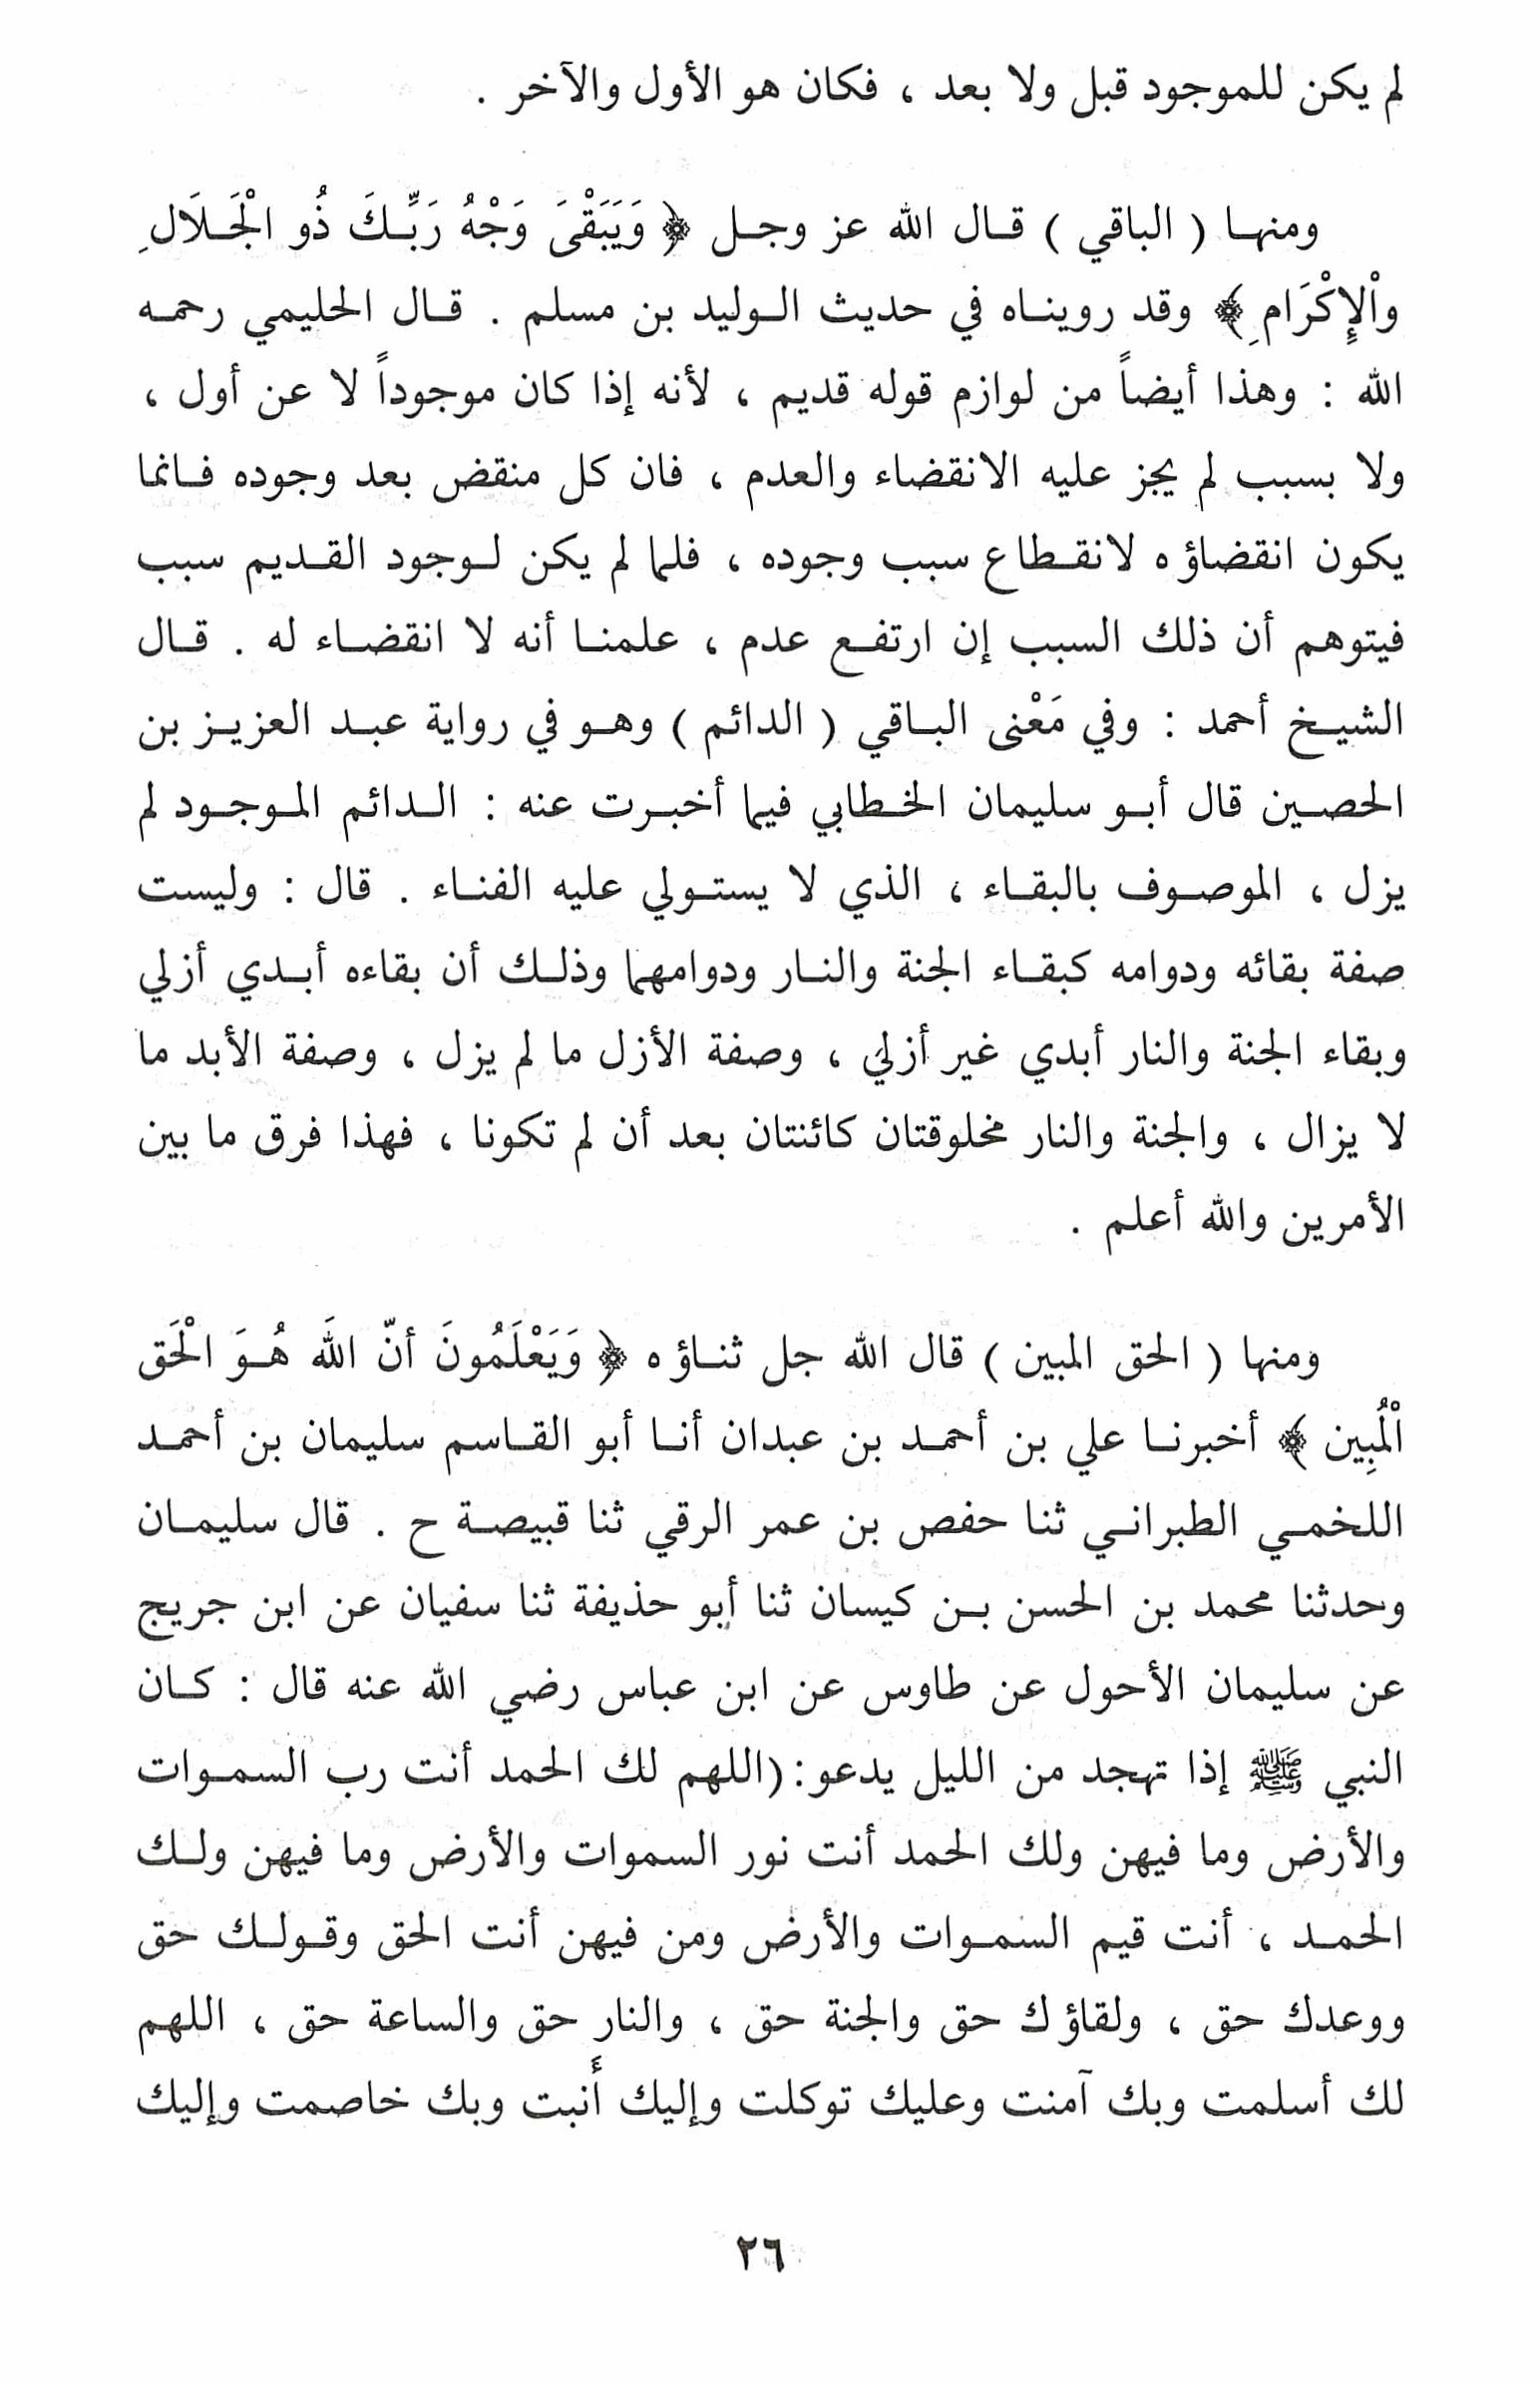 لم يكن للموجود قبل ولا بعد ، فكان هو الأول والآخر .
ومنها ( الباقي ) قال الله عز وجل ﴿ وَيَبَقْىَ وَجْهُ رَبِّكَ ذُو الْجَلَالِ
واْلإِكْرَامِ ﴾ وقد رويناه في حديث الوليد بن مسلم . قال الحليمي رحمه
الله : وهذا أيضاً من لوازم قوله قديم ، لأنه إذا كان موجوداً لا عن أول ،
ولا بسبب لم يجز عليه الانقضاء والعدم ، فان كل منقض بعد وجوده فانما
يكون انقضاؤه لانقطاع سبب وجوده ، فلما لم يكن لوجود القديم سبب
فيتوهم أن ذلك السبب إن ارتفع عدم ، علمنا أنه لا انقضاء له . قال
الشيخ أحمد : وفي مَعْنى الباقي ( الدائم ) وهو في رواية عبد العزيز بن
الحصين قال أبو سليمان الخطابي فيما أخبرت عنه : الدائم الموجود لم
يزل ، الموصوف بالبقاء ، الذي لا يستولي عليه الفناء . قال : وليست
صفة بقائه ودوامه كبقاء الجنة والنار ودوامهما وذلك أن بقاءه أبدي أزلي
وبقاء الجنة والنار أبدي غير أزلي ، وصفة الأزل ما لم يزل ، وصفة الأبد ما
لا يزال ، والجنة والنار مخلوقتان كائنتان بعد أن لم تكونا ، فهذا فرق ما بين
الأمرين والله أعلم .
ومنها ( الحق المبين ) قال الله جل ثناؤه ﴿ وَيَعْلَمُونَ أنّ اللَه هُوَ الْحَق
اْلمُبِين ﴾ أخبرنا علي بن أحمد بن عبدان أنا أبو القاسم سليمان بن أحمد
اللخمي الطبراني ثنا حفص بن عمر الرقي ثنا قبيصة ح . قال سليمان
وحدثنا محمد بن الحسن بن كيسان ثنا أبو حذيفة ثنا سفيان عن ابن جريج
عن سليمان الأحول عن طاوس عن ابن عباس رضي الله عنه قال : كان
النبي ﷺ إذا تهجد من الليل يدعو: (اللهم لك الحمد أنت رب السموات
والأرض وما فيهن ولك الحمد أنت نور السموات والأرض وما فيهن ولك
الحمد ، أنت قيم السموات والأرض ومن فيهن أنت الحق وقولك حق
ووعدك حق ، ولقاؤك حق والجنة حق ، والنار حق والساعة حق ، اللهم
لك أسلمت وبك آمنت وعليك توكلت وإليك أَنبت وبك خاصمت وإليك
٢٦